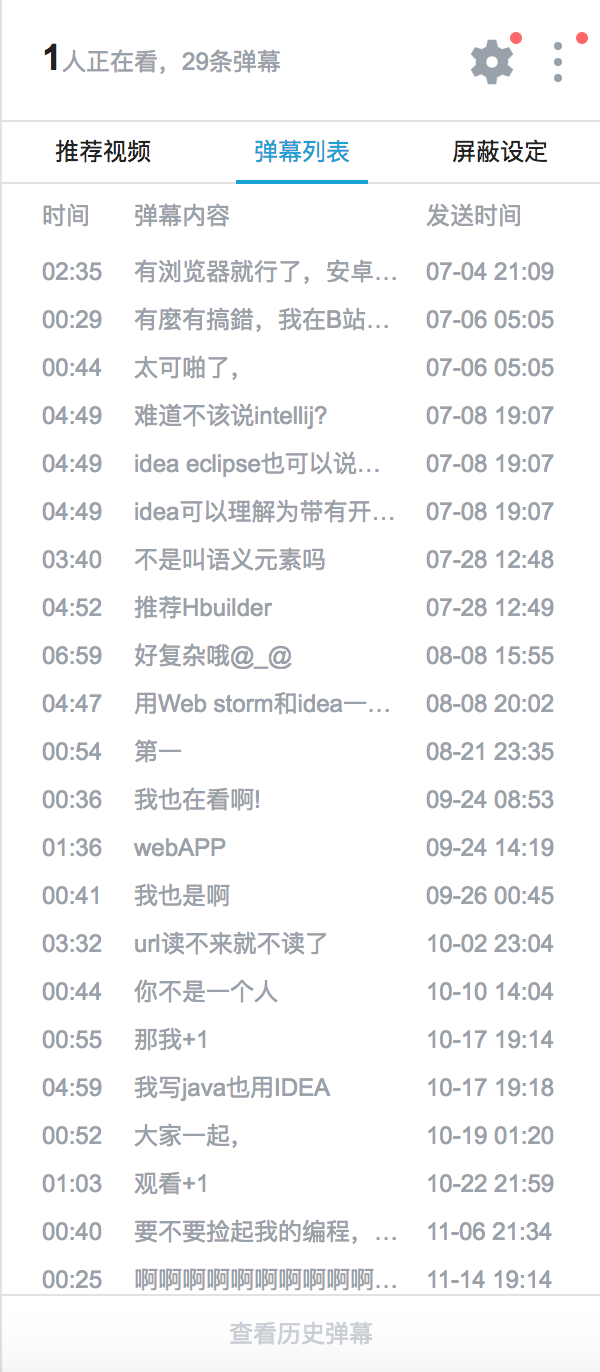 1人正在看，29条弹幕
推荐视频 弹幕列表 屏蔽设定
时间 弹幕内容 发送时间
02:35 有浏览器就行了，安卓… 07-04 21:09
00:29 有麼有搞錯，我在B站… 07-06 05:05
00:44 太可啪了， 07-06 05:05
04:49 难道不该说intellij? 07-08 19:07
04:49 idea eclipse也可以说… 07-08 19:07
04:49 idea可以理解为带有开… 07-08 19:07
03:40 不是叫语义元素吗 07-28 12:48
04:52 推荐Hbuilder 07-28 12:49
06:59 好复杂哦@_@ 08-08 15:55
04:47 用Web storm和idea一… 08-08 20:02
00:54 第一 08-21 23:35
00:36 我也在看啊! 09-24 08:53
01:36 webAPP 09-24 14:19
00:41 我也是啊 09-26 00:45
03:32 url读不来就不读了 10-02 23:04
00:44 你不是一个人 10-10 14:04
00:55 那我+1 10-17 19:14
04:59 我写java也用IDEA 10-17 19:18
00:52 大家一起， 10-19 01:20
01:03 观看+1 10-22 21:59
00:40 要不要捡起我的编程，… 11-06 21:34
00:25 啊啊啊啊啊啊啊啊啊啊… 11-14 19:14
查看历史弹幕